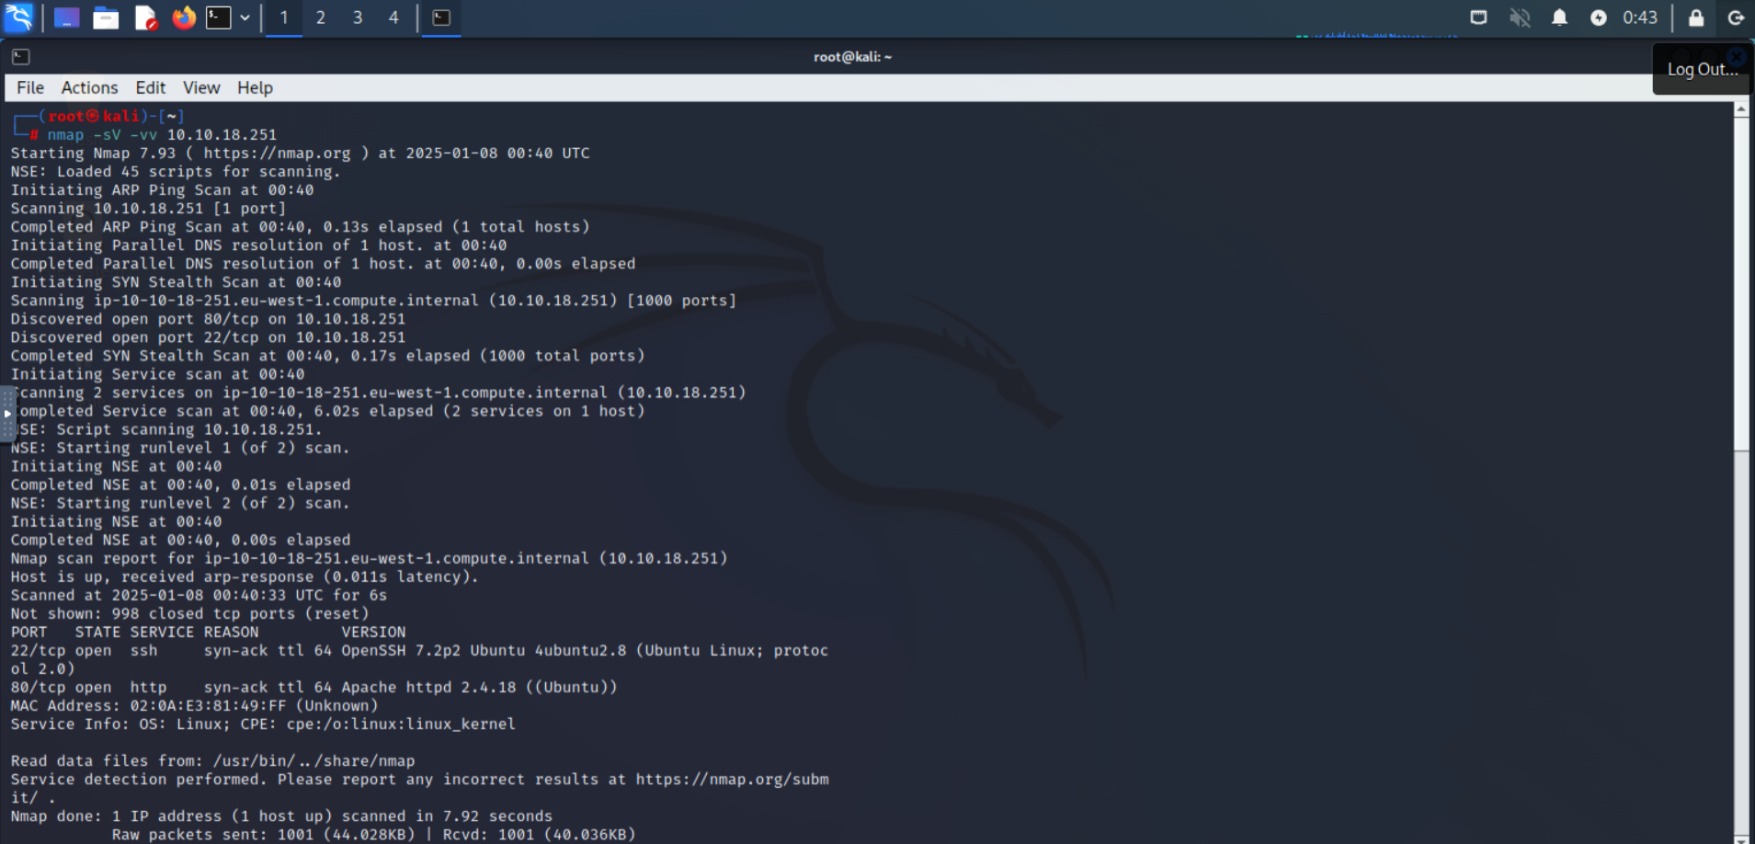 1 2 3 4 0:43
root@kali: ~
Log Out...
File Actions Edit View Help
┌──(root㉿kali)-[~]
└─# nmap -sV -vv 10.10.18.251
Starting Nmap 7.93 ( https://nmap.org ) at 2025-01-08 00:40 UTC
NSE: Loaded 45 scripts for scanning.
Initiating ARP Ping Scan at 00:40
Scanning 10.10.18.251 [1 port]
Completed ARP Ping Scan at 00:40, 0.13s elapsed (1 total hosts)
Initiating Parallel DNS resolution of 1 host. at 00:40
Completed Parallel DNS resolution of 1 host. at 00:40, 0.00s elapsed
Initiating SYN Stealth Scan at 00:40
Scanning ip-10-10-18-251.eu-west-1.compute.internal (10.10.18.251) [1000 ports]
Discovered open port 80/tcp on 10.10.18.251
Discovered open port 22/tcp on 10.10.18.251
Completed SYN Stealth Scan at 00:40, 0.17s elapsed (1000 total ports)
Initiating Service scan at 00:40
canning 2 services on ip-10-10-18-251.eu-west-1.compute.internal (10.10.18.251)
ompleted Service scan at 00:40, 6.02s elapsed (2 services on 1 host)
SE: Script scanning 10.10.18.251.
NSE: Starting runlevel 1 (of 2) scan.
Initiating NSE at 00:40
Completed NSE at 00:40, 0.01s elapsed
NSE: Starting runlevel 2 (of 2) scan.
Initiating NSE at 00:40
Completed NSE at 00:40, 0.00s elapsed
Nmap scan report for ip-10-10-18-251.eu-west-1.compute.internal (10.10.18.251)
Host is up, received arp-response (0.011s latency).
Scanned at 2025-01-08 00:40:33 UTC for 6s
Not shown: 998 closed tcp ports (reset)
PORT   STATE SERVICE REASON         VERSION
22/tcp open  ssh     syn-ack ttl 64 OpenSSH 7.2p2 Ubuntu 4ubuntu2.8 (Ubuntu Linux; protoc
ol 2.0)
80/tcp open  http    syn-ack ttl 64 Apache httpd 2.4.18 ((Ubuntu))
MAC Address: 02:0A:E3:81:49:FF (Unknown)
Service Info: OS: Linux; CPE: cpe:/o:linux:linux_kernel
Read data files from: /usr/bin/../share/nmap
Service detection performed. Please report any incorrect results at https://nmap.org/subm
it/ .
Nmap done: 1 IP address (1 host up) scanned in 7.92 seconds
Raw packets sent: 1001 (44.028KB) | Rcvd: 1001 (40.036KB)